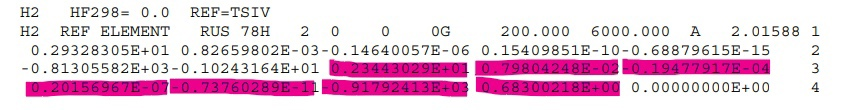 H2 HF298= 0.0 REF=TSIV
H2 REF ELEMENT RUS 78H 2 0 0 0G 200.000 6000.000 A 2.01588 1
0.29328305E+01 0.82659802E-03-0.14640057E-06 0.15409851E-10-0.68879615E-15 2
-0.81305582E+03-0.10243164E+01 0.23443029E+01 0.79804248E-02-0.19477917E-04 3
0.20156967E-07-0.73760289E-11-0.91792413E+03 0.68300218E+00 0.00000000E+00 4